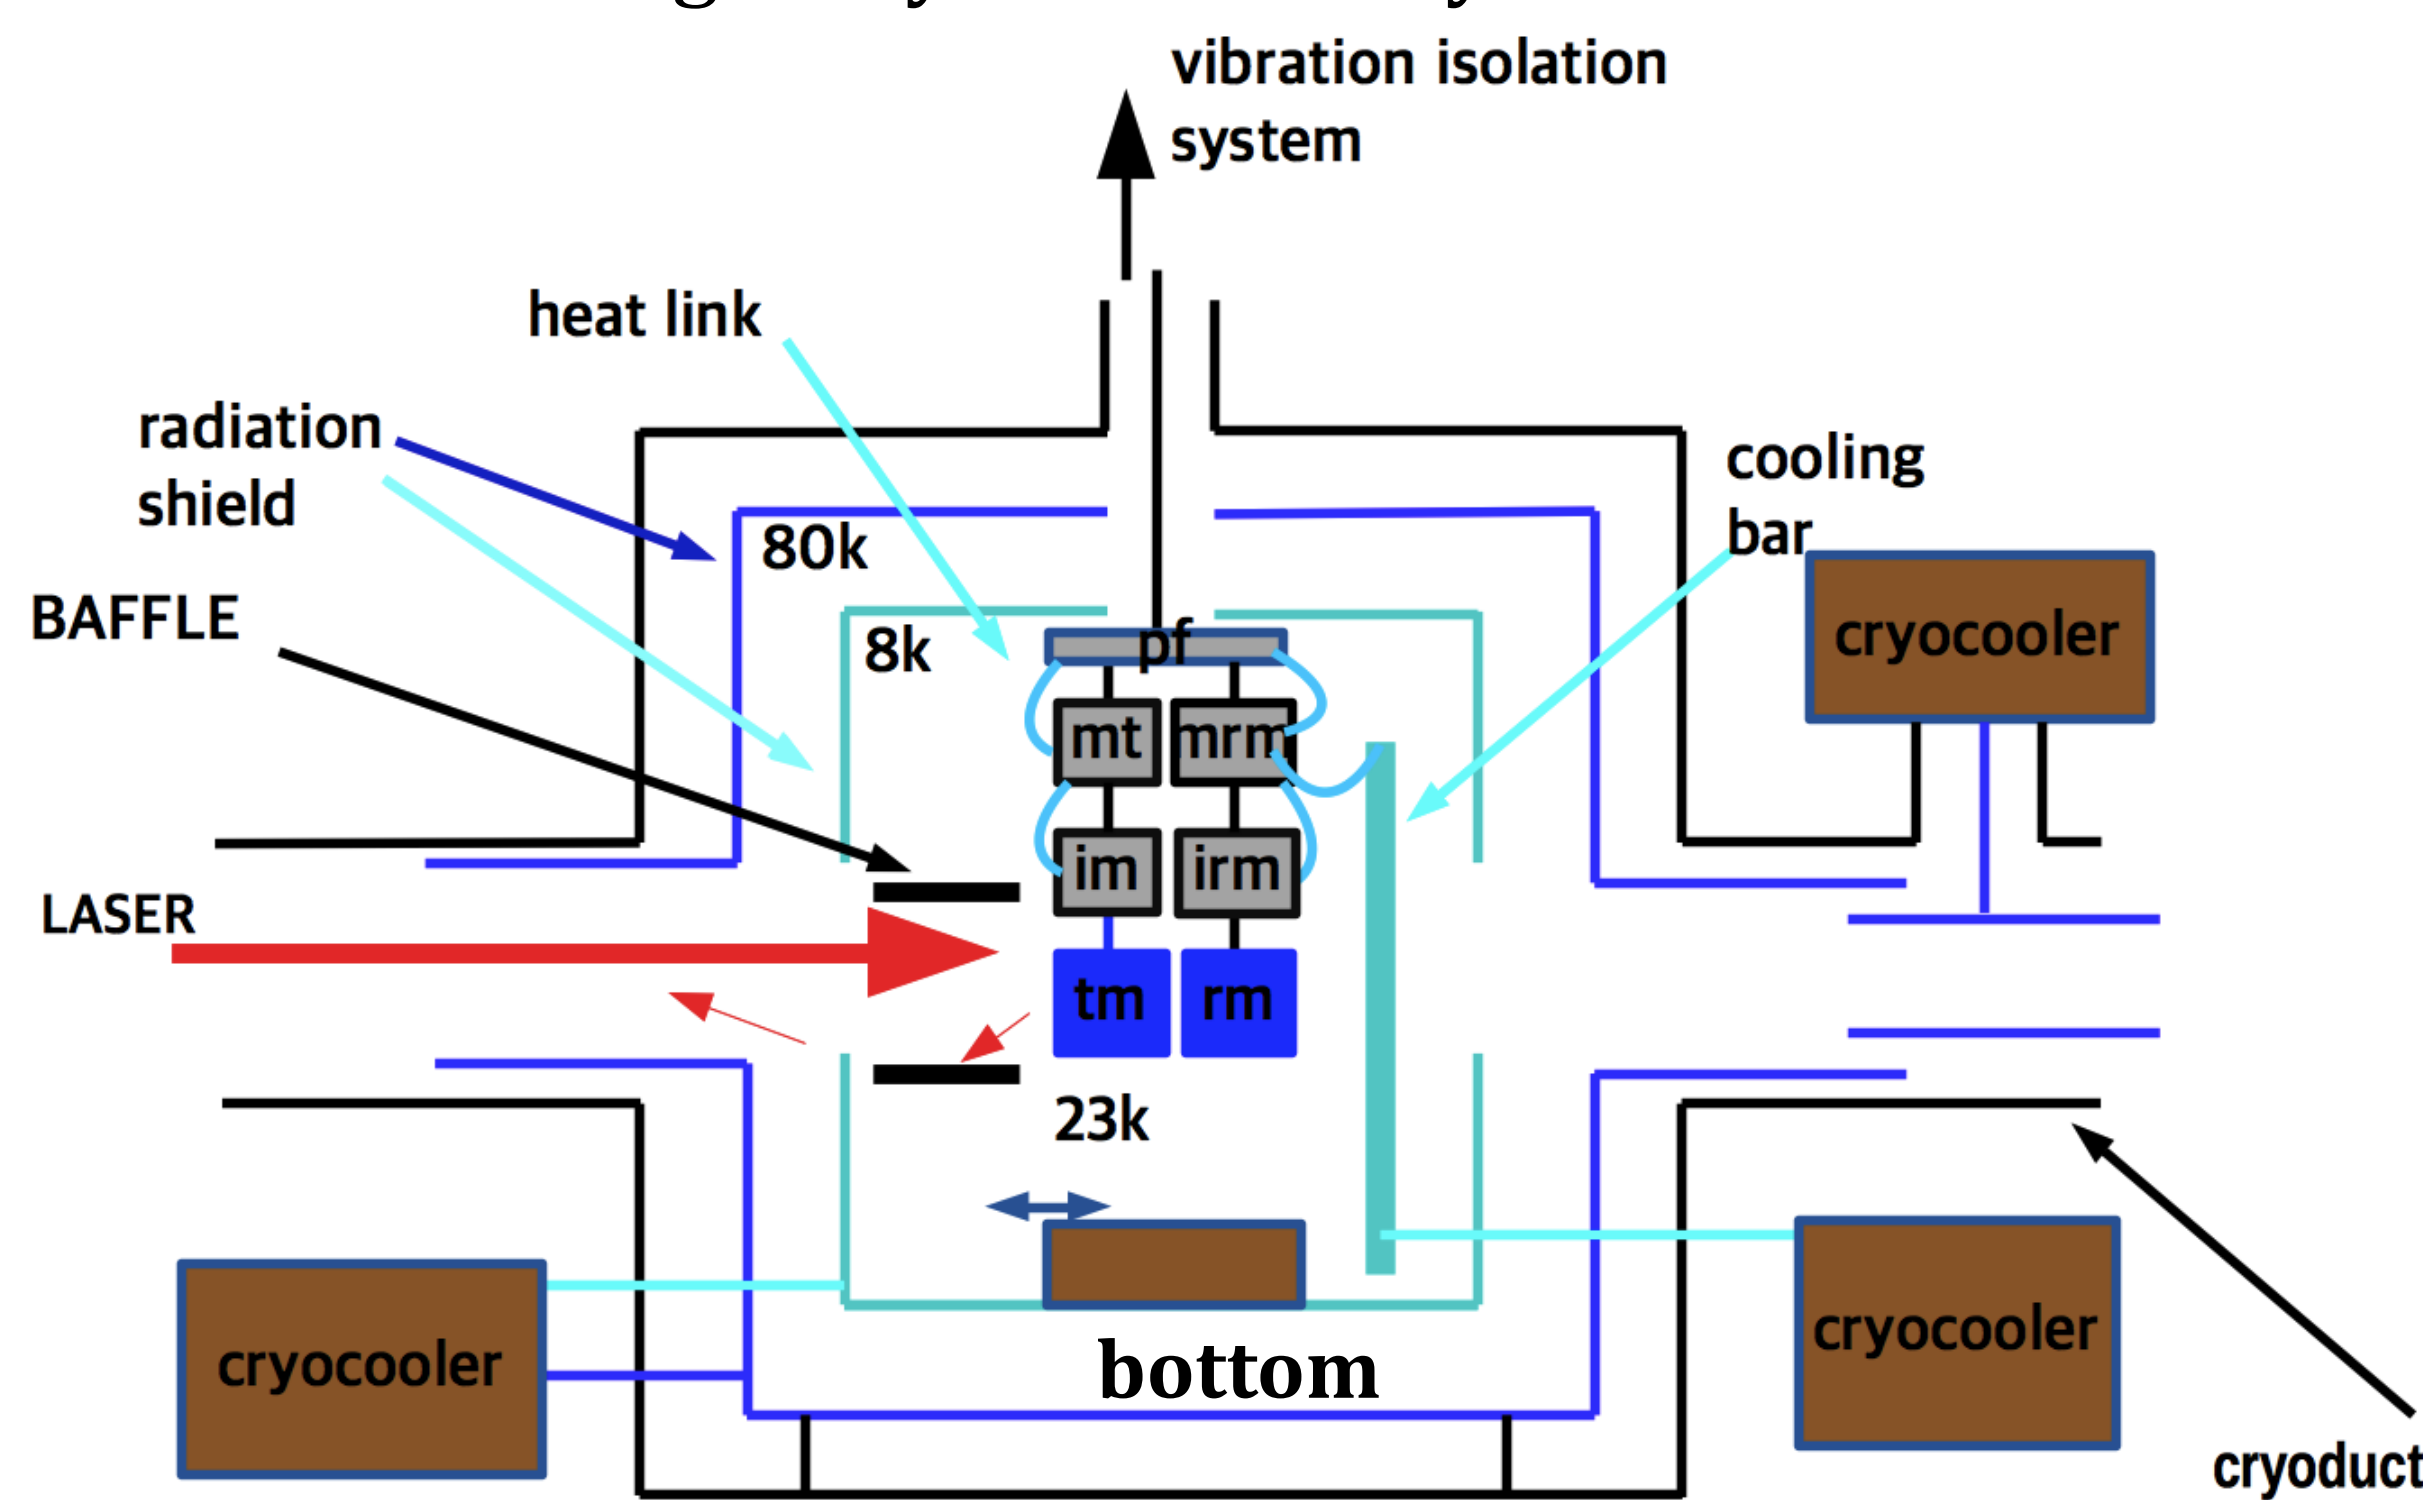 vibration isolation
system
heat link
radiation
shield
cooling
bar
80k
BAFFLE
8k
pf
cryocooler
mt
mrm
im
irm
LASER
tm
rm
23k
cryocooler
bottom
cryocooler
cryoduct